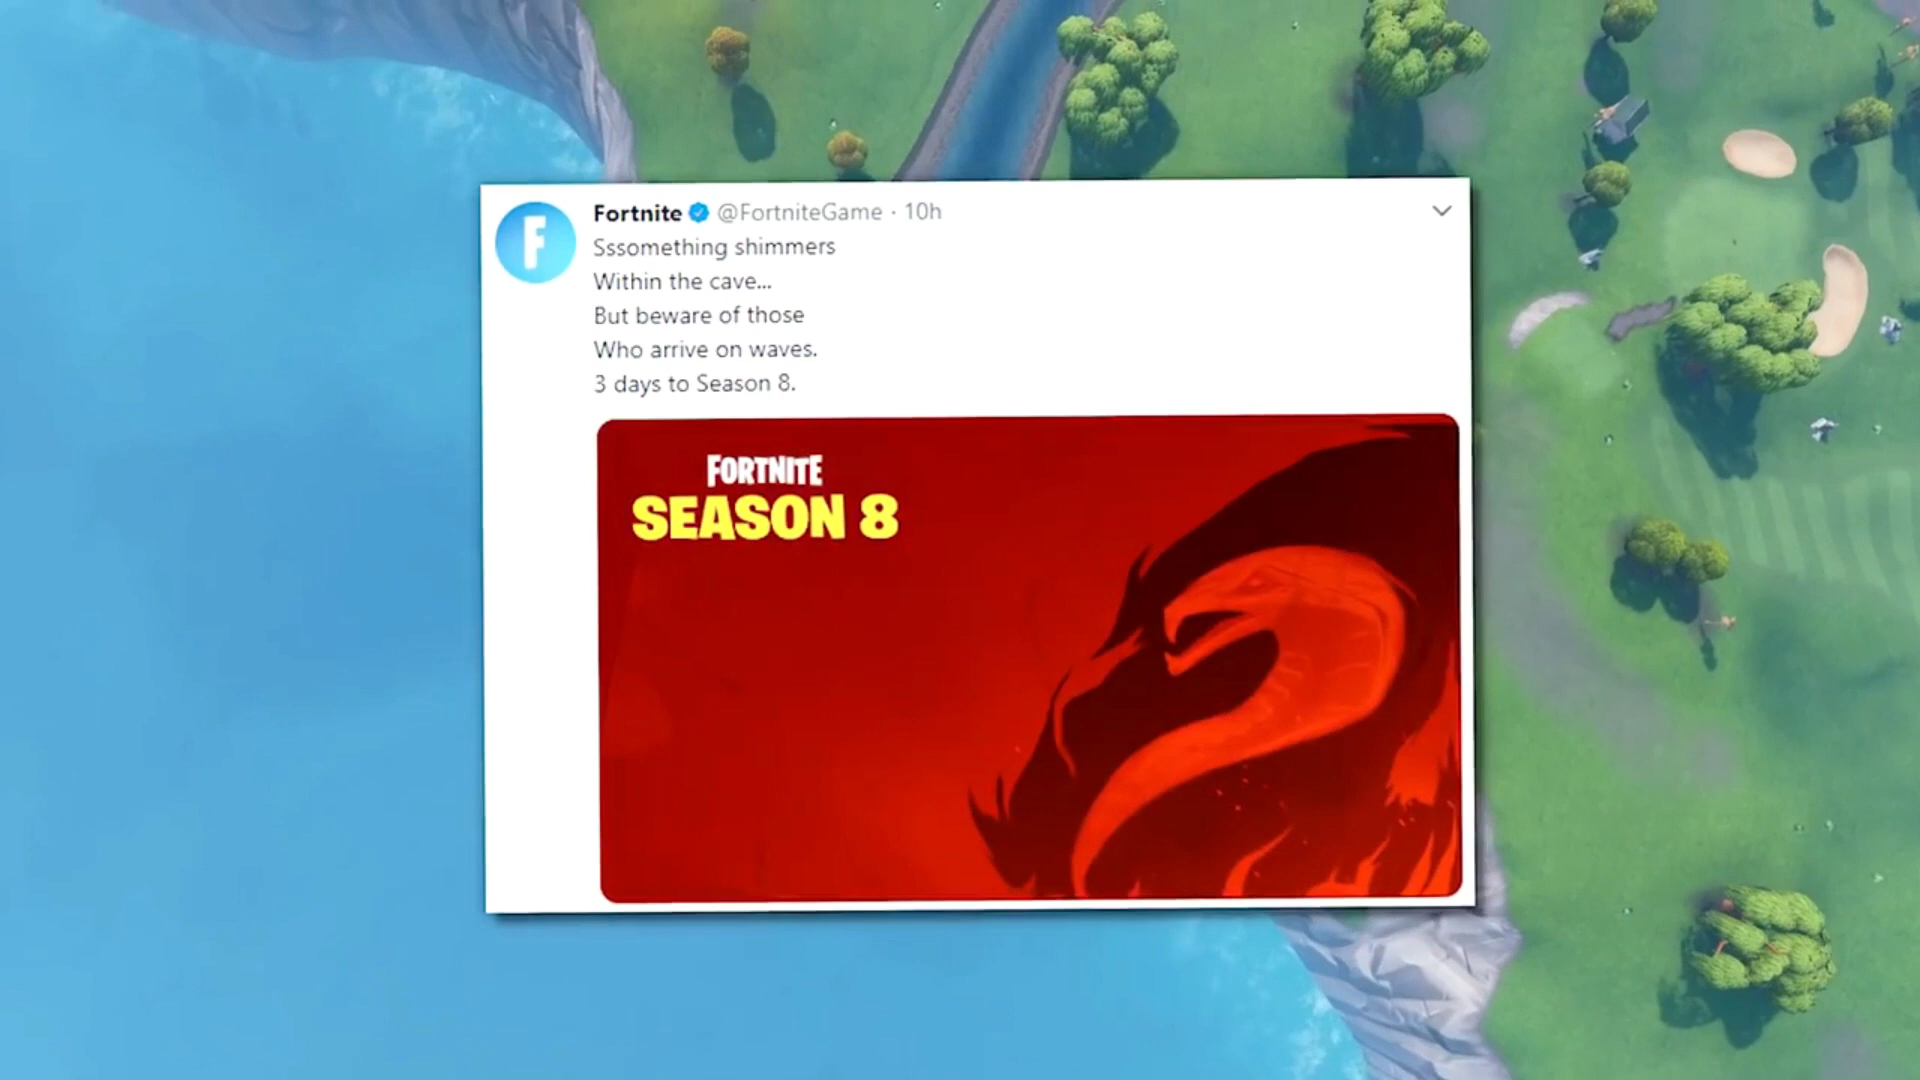 Fortnite @FortniteGame · 10h
Sssomething shimmers
Within the cave...
But beware of those
Who arrive on waves.
3 days to Season 8.
FORTNITE
SEASON 8